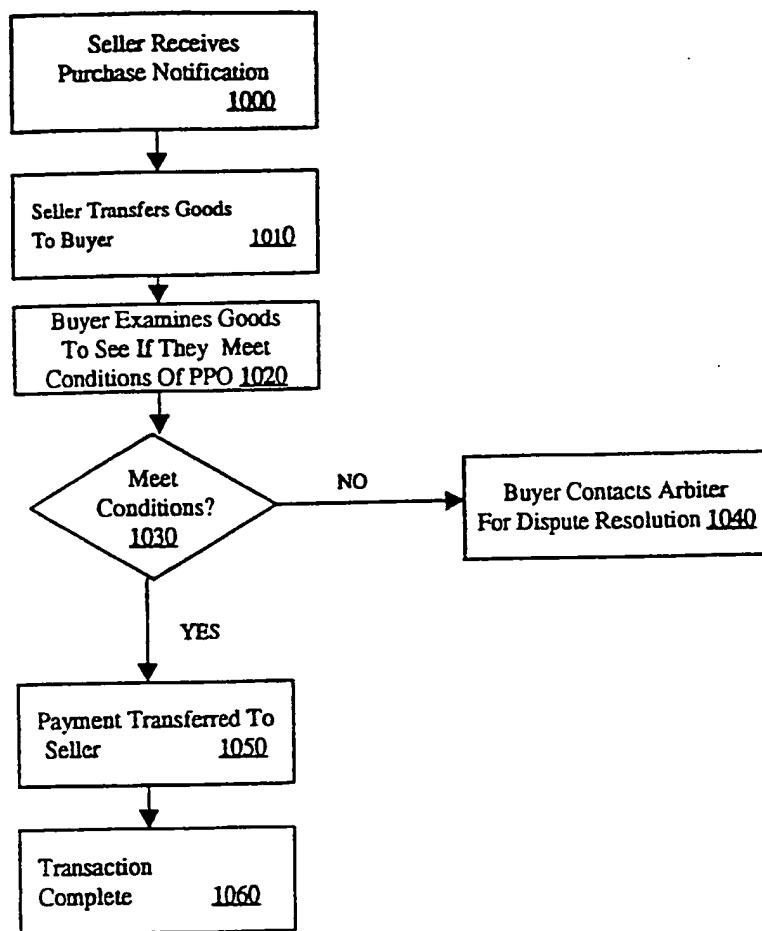 Seller Receives
Purchase Notification
1000
Seller Transfers Goods
To Buyer 1010
Buyer Examines Goods
To See If They Meet
Conditions Of PPO 1020
Meet
Conditions?
1030
NO
Buyer Contacts Arbiter
For Dispute Resolution 1040
YES
Payment Transferred To
Seller 1050
Transaction
Complete 1060